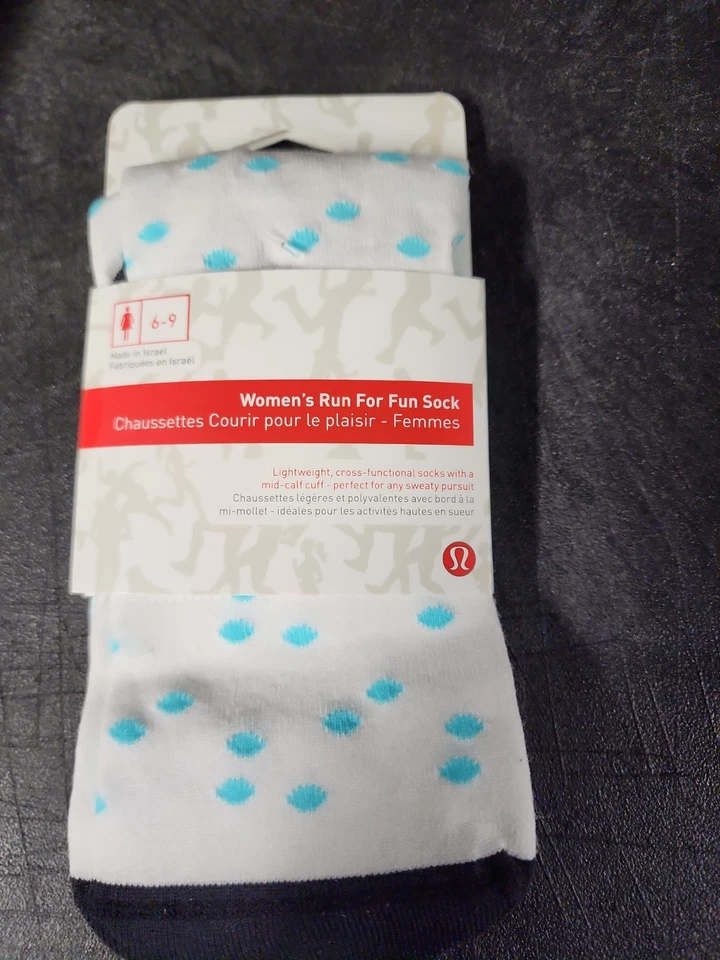 6-9
Made in Israel
Fabriquées en Israël
Women's Run For Fun Sock
Chaussettes Courir pour le plaisir - Femmes
Lightweight, cross-functional socks with a
mid-calf cuff - perfect for any sweaty pursuit
Chaussettes légères et polyvalentes avec bord à la
mi-mollet - idéales pour les activités hautes en sueur